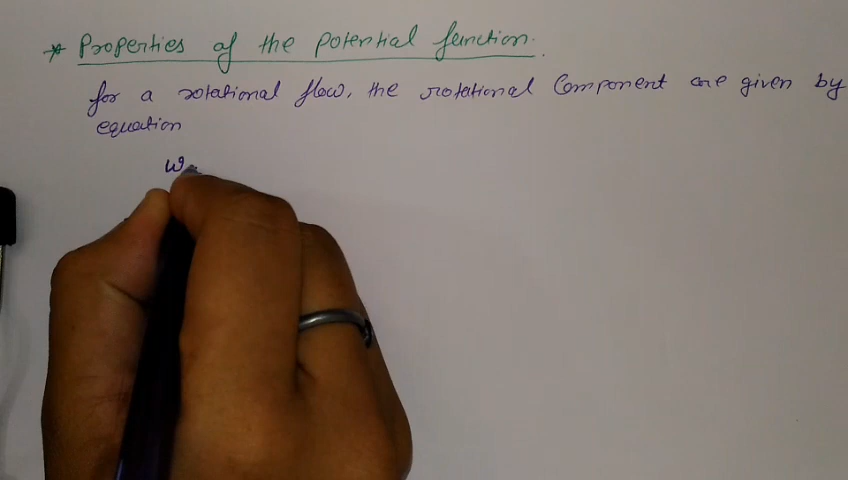 * Properties of the potential function.
for a rotational flow, the rotational Component are given by
equation
ω